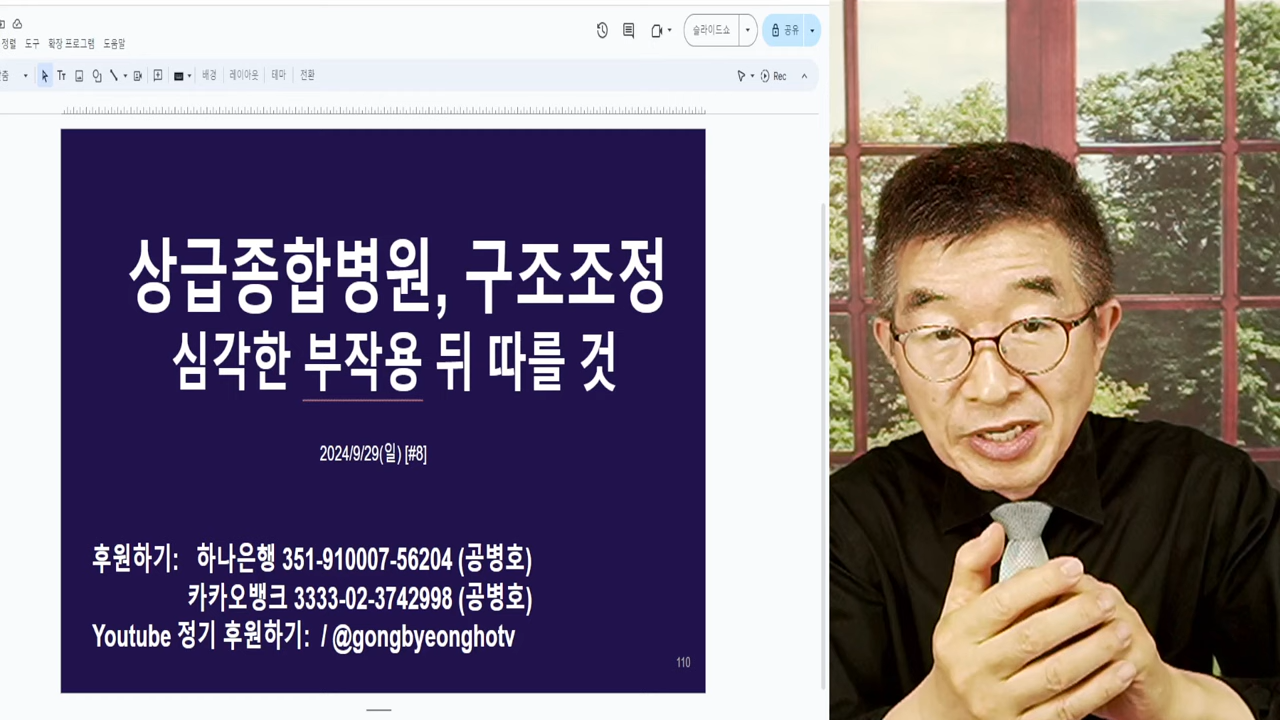 정렬 도구 확장 프로그램 도움말
슬라이드쇼
공유
배경 레이아웃 테마 전환
Rec
상급종합병원, 구조조정
심각한 부작용 뒤 따를 것
2024/9/29(일) [#8]
후원하기: 하나은행 351-910007-56204 (공병호)
카카오뱅크 3333-02-3742998 (공병호)
Youtube 정기 후원하기: / @gongbyeonghotv
110